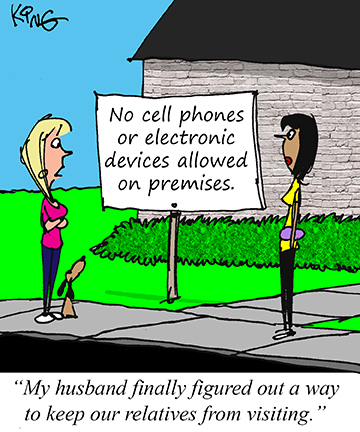 KING
No cell phones
or electronic
devices allowed
on premises.
“My husband finally figured out a way
to keep our relatives from visiting.”